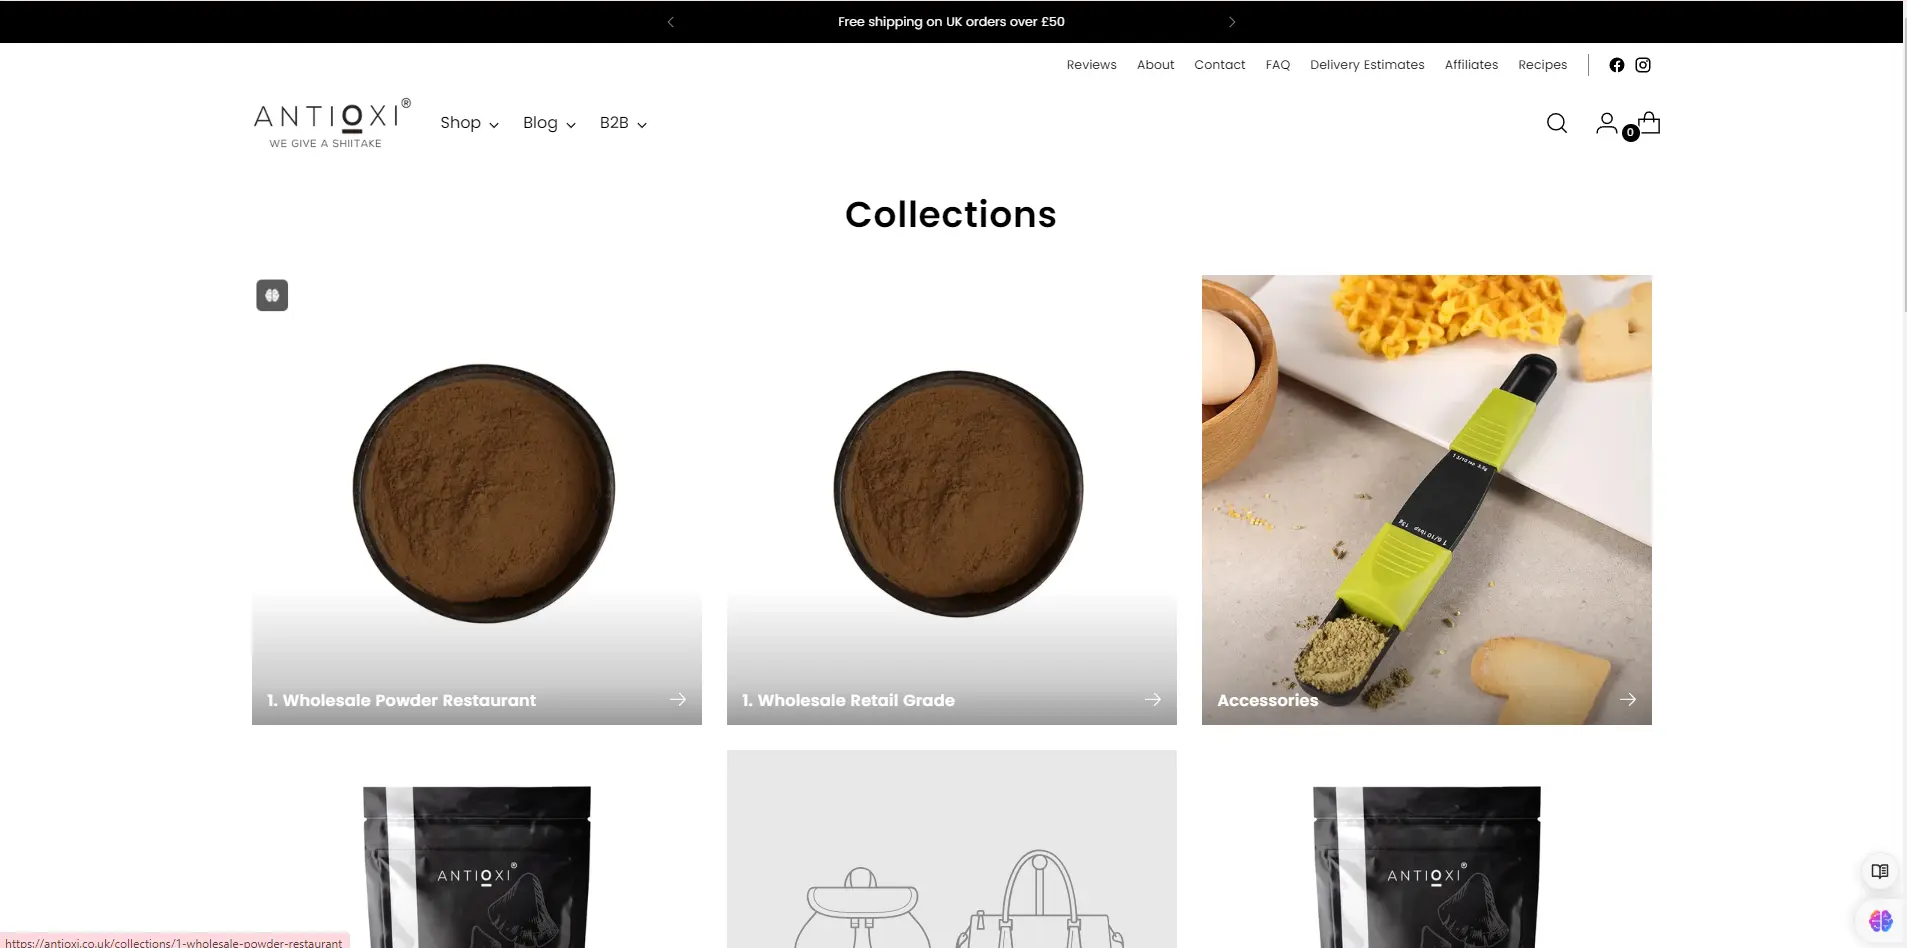 Free shipping on UK orders over £50
Reviews About Contact FAQ Delivery Estimates Affiliates Recipes
ANTIOXI®
WE GIVE A SHIITAKE
Shop Blog B2B
0
Collections
1. Wholesale Powder Restaurant
1. Wholesale Retail Grade
Accessories
ANTIOXI®
ANTIOXI®
https://antioxi.co.uk/collections/1-wholesale-powder-restaurant